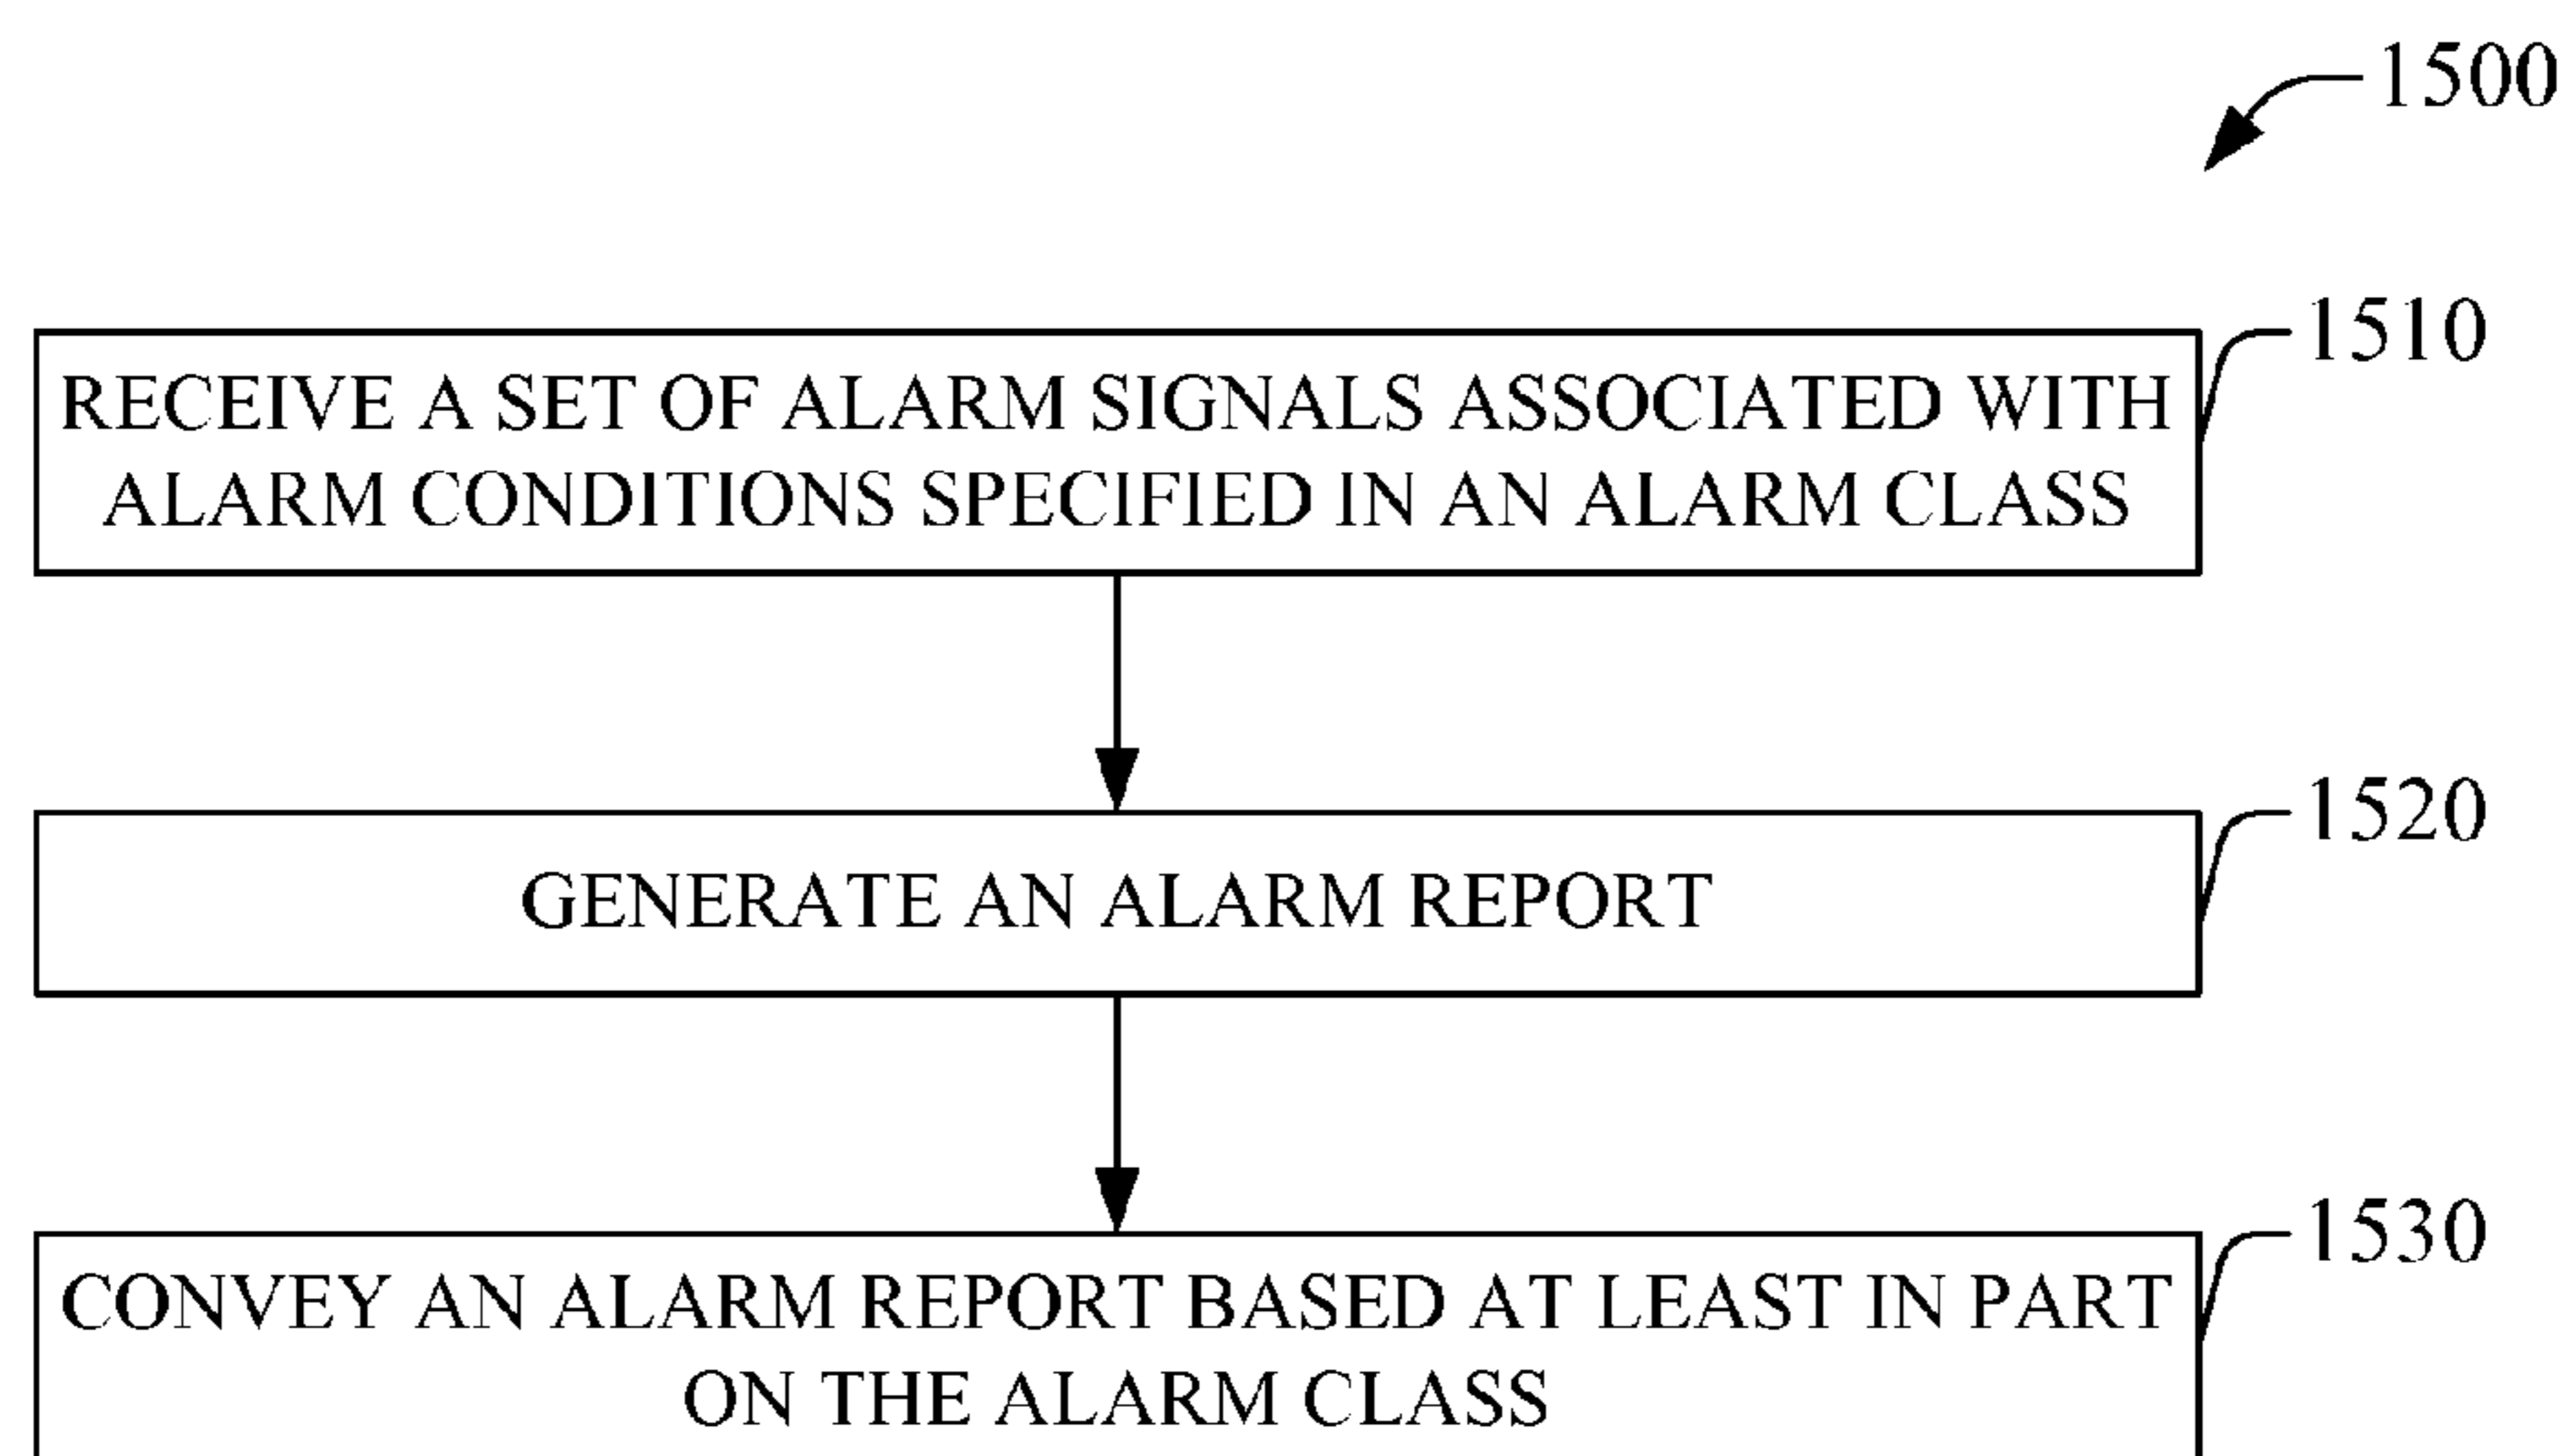 1500
1510
RECEIVE A SET OF ALARM SIGNALS ASSOCIATED WITH
ALARM CONDITIONS SPECIFIED IN AN ALARM CLASS
1520
GENERATE AN ALARM REPORT
1530
CONVEY AN ALARM REPORT BASED AT LEAST IN PART
ON THE ALARM CLASS